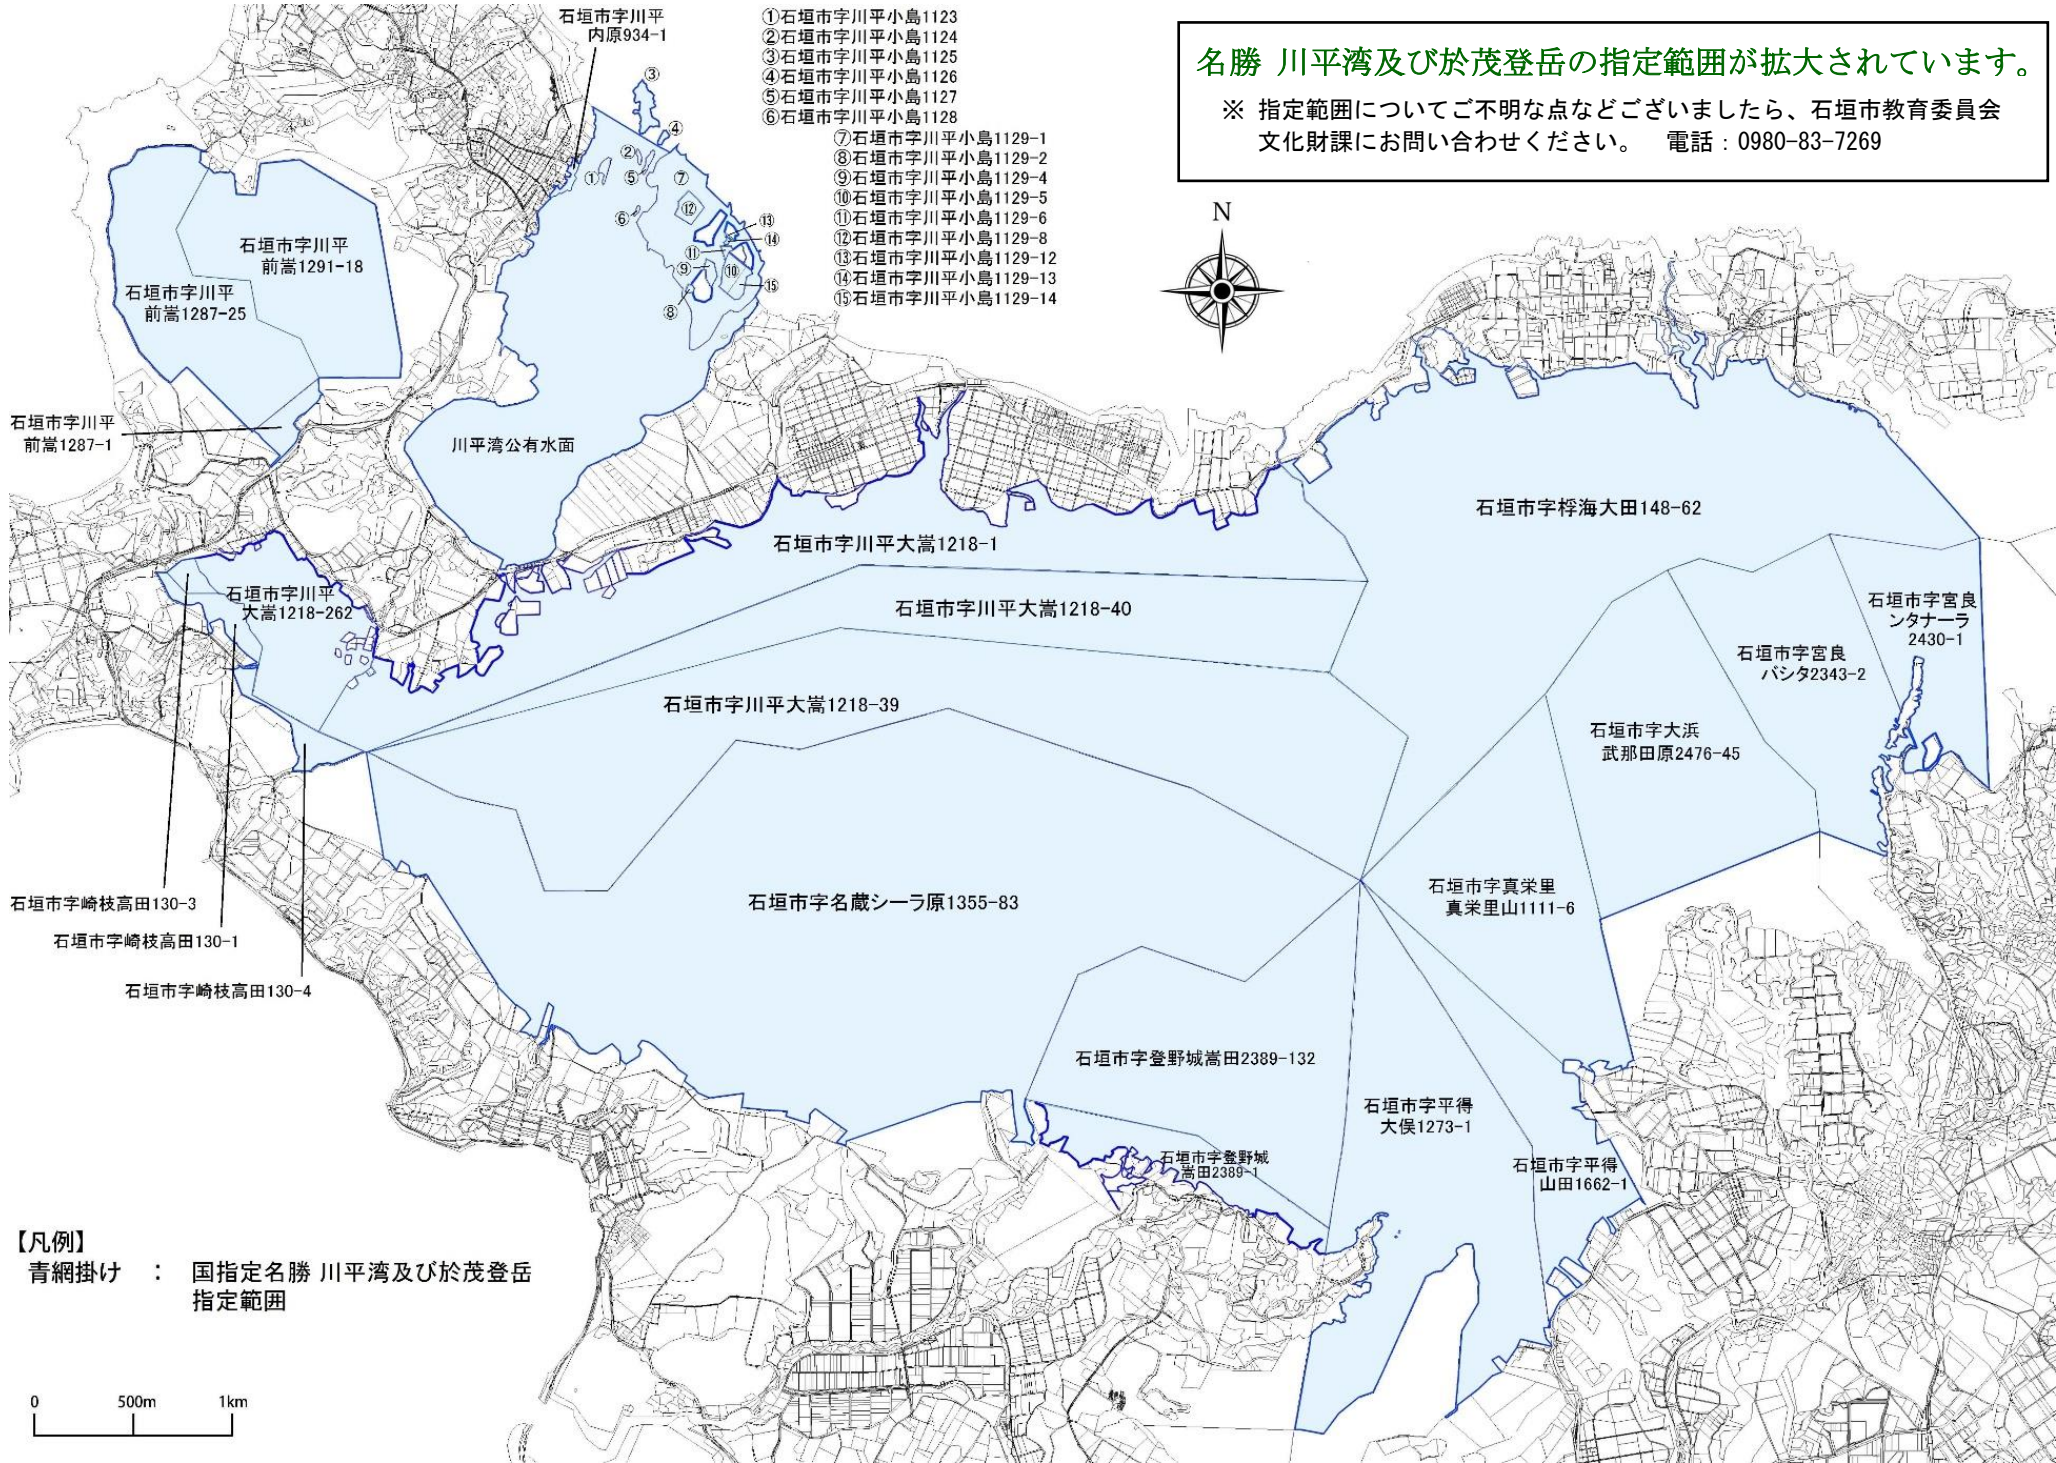 石垣市字川平
内原934-1
①石垣市字川平小島1123
②石垣市字川平小島1124
③石垣市字川平小島1125
④石垣市字川平小島1126
⑤石垣市字川平小島1127
⑥石垣市字川平小島1128
⑦石垣市字川平小島1129-1
⑧石垣市字川平小島1129-2
⑨石垣市字川平小島1129-4
⑩石垣市字川平小島1129-5
⑪石垣市字川平小島1129-6
⑫石垣市字川平小島1129-8
⑬石垣市字川平小島1129-12
⑭石垣市字川平小島1129-13
⑮石垣市字川平小島1129-14
名勝 川平湾及び於茂登岳の指定範囲が拡大されています。
※ 指定範囲についてご不明な点などございましたら、石垣市教育委員会
文化財課にお問い合わせください。 電話：0980-83-7269
N
③
④
②
①
⑤
⑦
⑥
⑫
⑬
⑭
⑪
⑨
⑩
⑮
⑧
石垣市字川平
前嵩1291-18
石垣市字川平
前嵩1287-25
石垣市字川平
前嵩1287-1
川平湾公有水面
石垣市字桴海大田148-62
石垣市字川平大嵩1218-1
石垣市字川平
大嵩1218-262
石垣市字川平大嵩1218-40
石垣市字宮良
ンタナーラ
2430-1
石垣市字宮良
バシタ2343-2
石垣市字川平大嵩1218-39
石垣市字大浜
武那田原2476-45
石垣市字崎枝高田130-3
石垣市字名蔵シーラ原1355-83
石垣市字真栄里
真栄里山1111-6
石垣市字崎枝高田130-1
石垣市字崎枝高田130-4
石垣市字登野城嵩田2389-132
石垣市字平得
大俣1273-1
石垣市字登野城
嵩田2389-1
石垣市字平得
山田1662-1
【凡例】
青網掛け ： 国指定名勝 川平湾及び於茂登岳
指定範囲
0 500m 1km